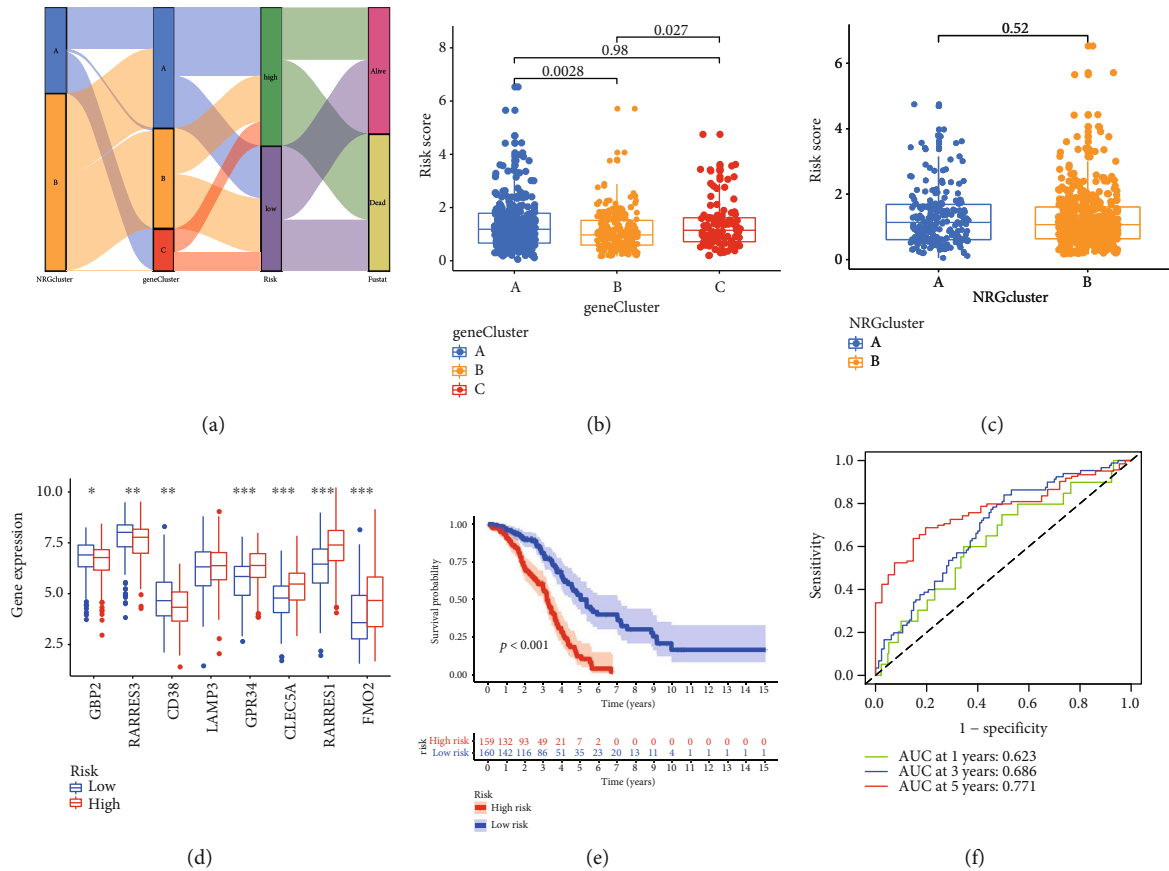 A
B
NRGcluster
A
B
C
geneCluster
high
low
Risk
Alive
Dead
Fustat
(a)
0.027
0.98
0.0028
8
6
4
2
0
Risk score
A B C
geneCluster
geneCluster
A
B
C
(b)
0.52
6
4
2
0
Risk score
A B
NRGcluster
NRGcluster
A
B
(c)
* ** ** *** *** *** ***
10.0
7.5
5.0
2.5
Gene expression
GBP2
RARRES3
CD38
LAMP3
GPR34
CLEC5A
RARRES1
FMO2
Risk
Low
High
(d)
1.00
0.75
0.50
0.25
0.00
Survival probability
p < 0.001
0 1 2 3 4 5 6 7 8 9 10 11 12 13 14 15
Time (years)
risk
High risk 159 132 93 49 21 7 2 0 0 0 0 0 0 0 0 0
Low risk 160 142 116 86 51 35 23 20 13 11 4 1 1 1 1 1
0 1 2 3 4 5 6 7 8 9 10 11 12 13 14 15
Time (years)
Risk
High risk
Low risk
(e)
1.0
0.8
0.6
0.4
0.2
0.0
Sensitivity
0.0 0.2 0.4 0.6 0.8 1.0
1 − specificity
AUC at 1 years: 0.623
AUC at 3 years: 0.686
AUC at 5 years: 0.771
(f)